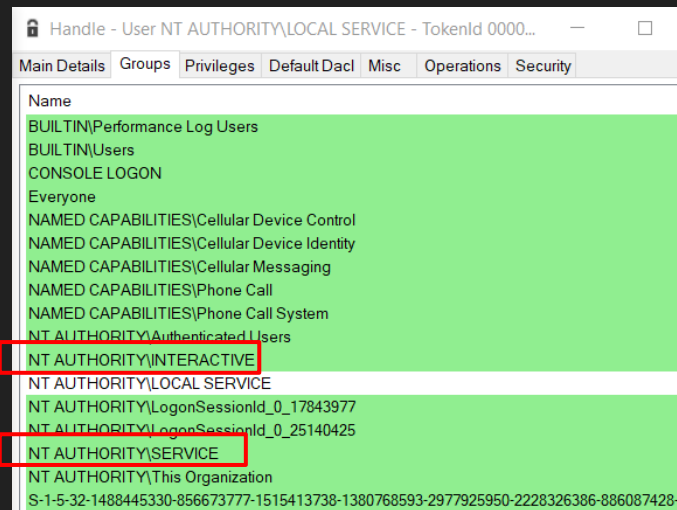 Handle - User NT AUTHORITY\LOCAL SERVICE - TokenId 0000...
Main Details Groups Privileges Default Dacl Misc Operations Security
Name
BUILTIN\Performance Log Users
BUILTIN\Users
CONSOLE LOGON
Everyone
NAMED CAPABILITIES\Cellular Device Control
NAMED CAPABILITIES\Cellular Device Identity
NAMED CAPABILITIES\Cellular Messaging
NAMED CAPABILITIES\Phone Call
NAMED CAPABILITIES\Phone Call System
NT AUTHORITY\Authenticated Users
NT AUTHORITY\INTERACTIVE
NT AUTHORITY\LOCAL SERVICE
NT AUTHORITY\LogonSessionId_0_17843977
NT AUTHORITY\LogonSessionId_0_25140425
NT AUTHORITY\SERVICE
NT AUTHORITY\This Organization
S-1-5-32-1488445330-856673777-1515413738-1380768593-2977925950-2228326386-886087428-